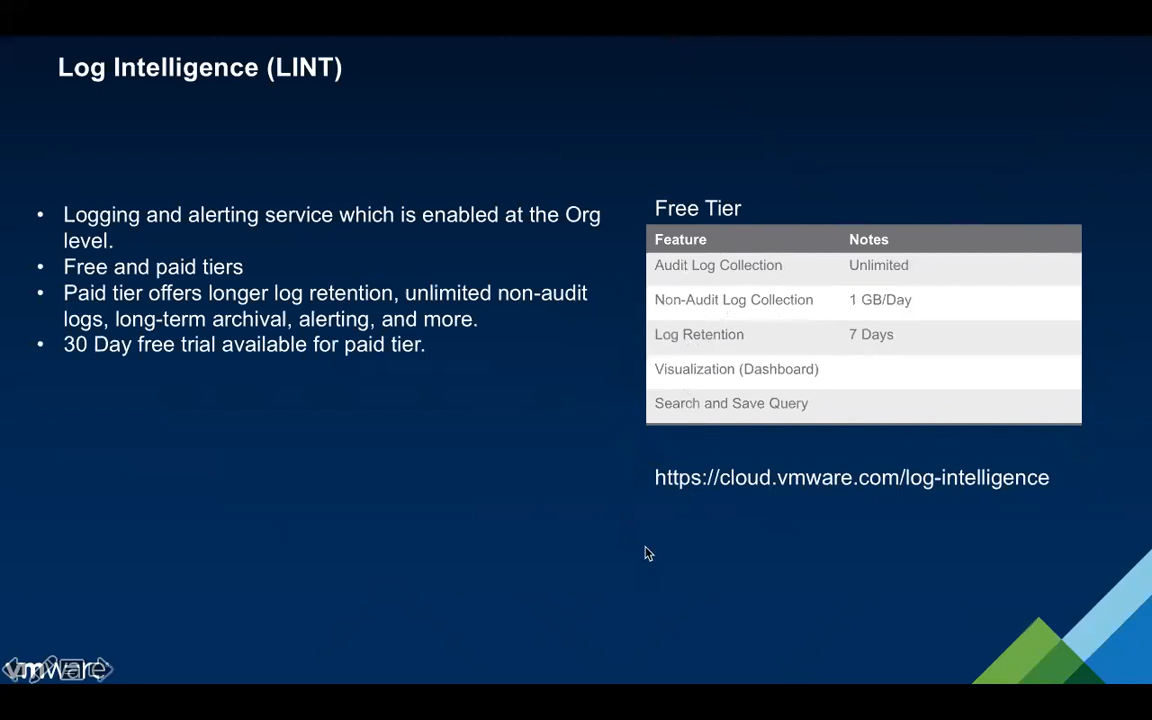 Log Intelligence (LINT)
• Logging and alerting service which is enabled at the Org
level.
• Free and paid tiers
• Paid tier offers longer log retention, unlimited non-audit
logs, long-term archival, alerting, and more.
• 30 Day free trial available for paid tier.
Free Tier
Feature Notes
Audit Log Collection Unlimited
Non-Audit Log Collection 1 GB/Day
Log Retention 7 Days
Visualization (Dashboard)
Search and Save Query
https://cloud.vmware.com/log-intelligence
vmware